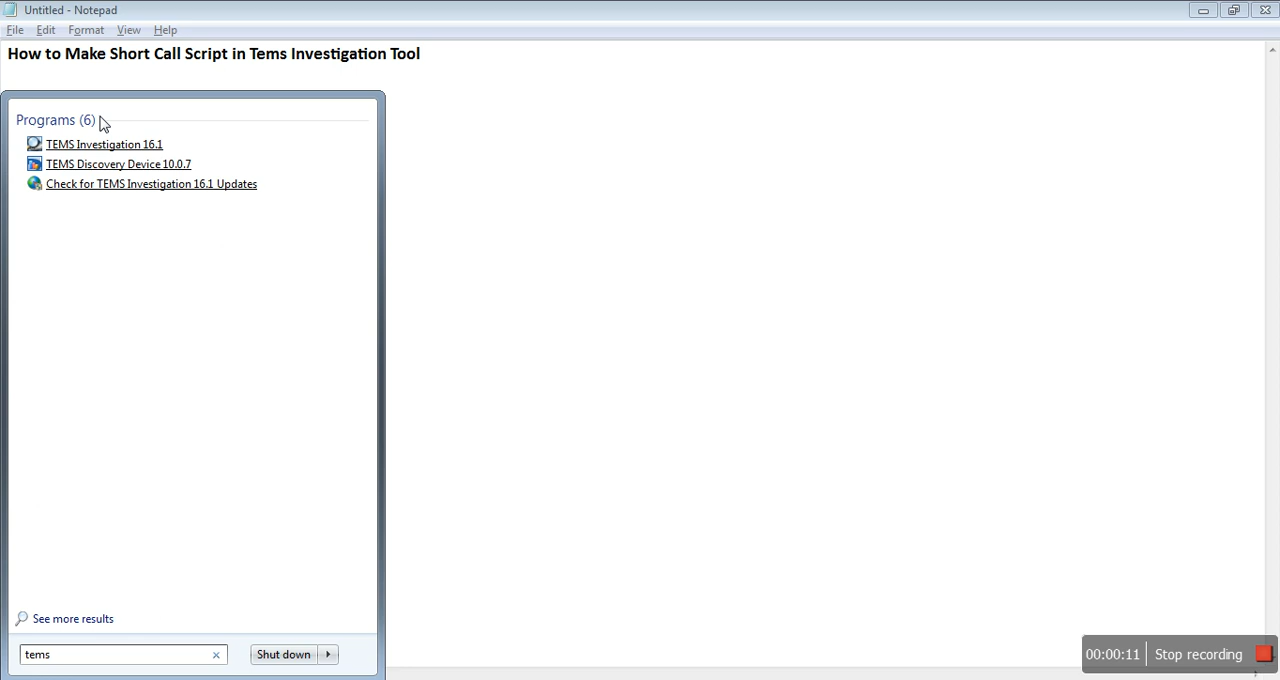 Untitled - Notepad
File Edit Format View Help
How to Make Short Call Script in Tems Investigation Tool
Programs (6)
TEMS Investigation 16.1
TEMS Discovery Device 10.0.7
Check for TEMS Investigation 16.1 Updates
See more results
tems
Shut down
00:00:11 Stop recording